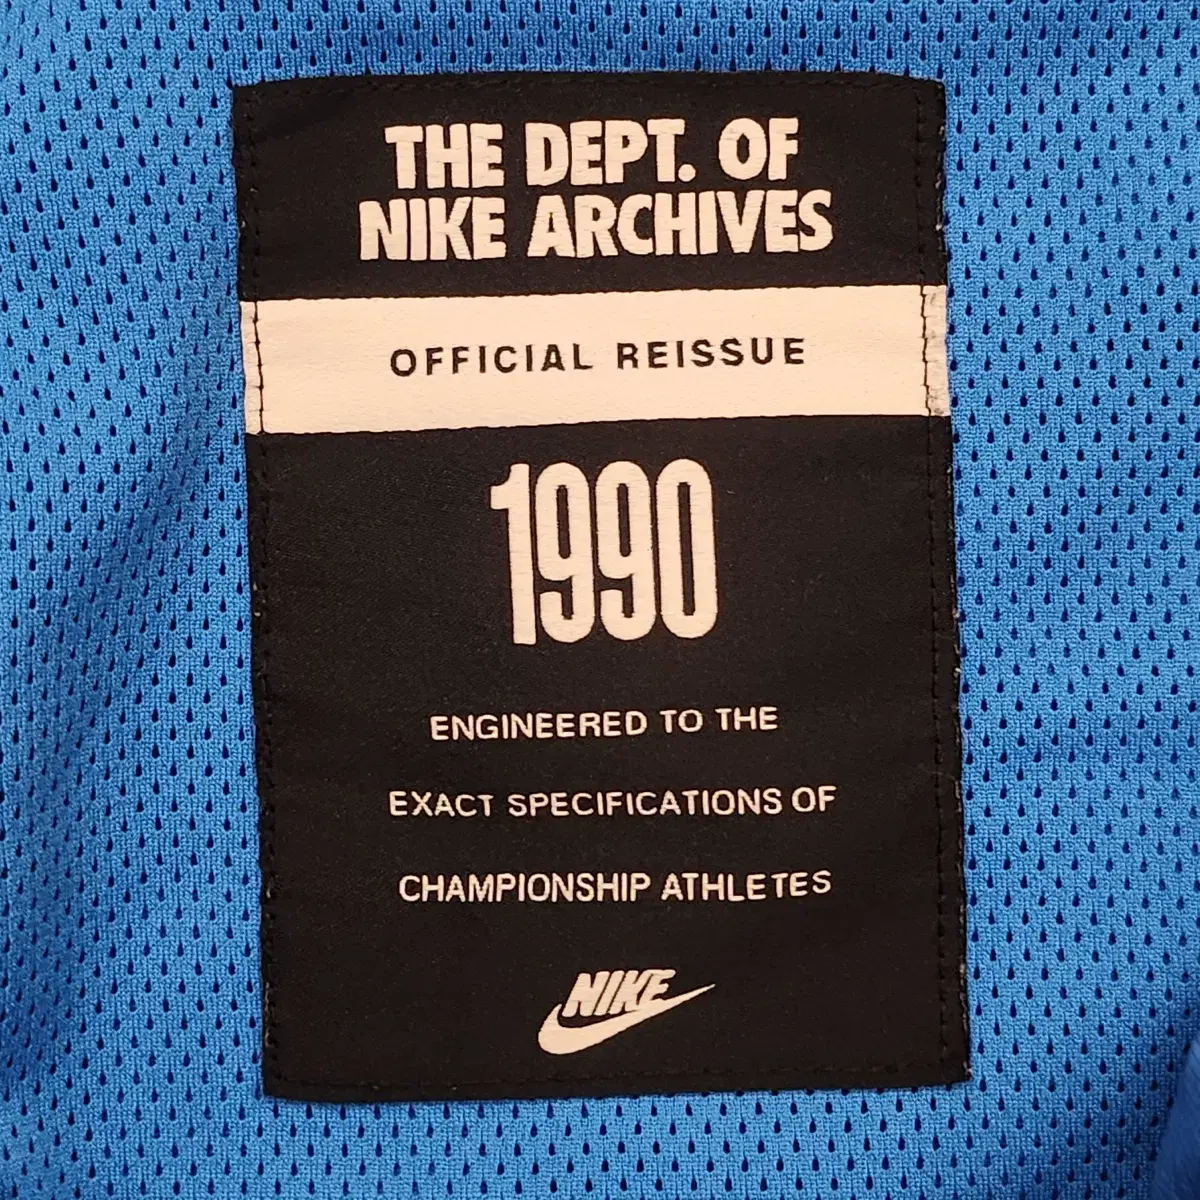 THE DEPT. OF
NIKE ARCHIVES
OFFICIAL REISSUE
1990
ENGINEERED TO THE
EXACT SPECIFICATIONS OF
CHAMPIONSHIP ATHLETES
NIKE